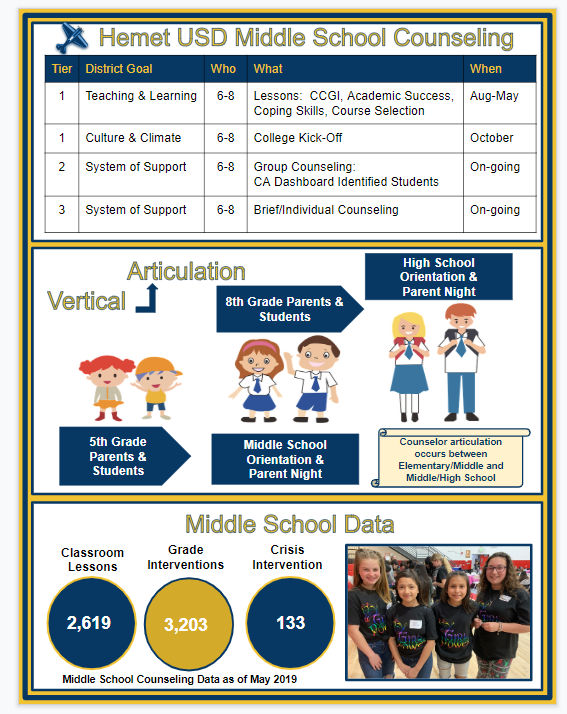 Hemet USD Middle School Counseling
Tier District Goal Who What When
1 Teaching & Learning 6-8 Lessons: CCGI, Academic Success, Aug-May
Coping Skills, Course Selection
1 Culture & Climate 6-8 College Kick-Off October
2 System of Support 6-8 Group Counseling: On-going
CA Dashboard Identified Students
3 System of Support 6-8 Brief/Individual Counseling On-going
Vertical
Articulation
5th Grade
Parents &
Students
Middle School
Orientation &
Parent Night
8th Grade Parents &
Students
High School
Orientation &
Parent Night
Counselor articulation
occurs between
Elementary/Middle and
Middle/High School
Middle School Data
Classroom
Lessons
2,619
Grade
Interventions
3,203
Crisis
Intervention
133
Middle School Counseling Data as of May 2019